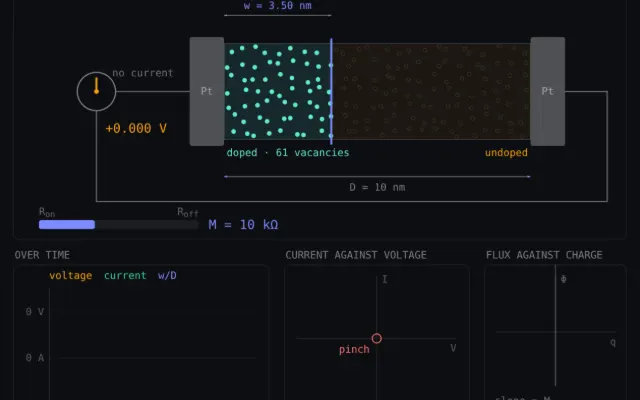 w = 3.50 nm
no current
Pt
Pt
+0.000 V
doped · 61 vacancies
undoped
D = 10 nm
Ron
Roff
M = 10 kΩ
OVER TIME
CURRENT AGAINST VOLTAGE
FLUX AGAINST CHARGE
voltage current w/D
I
Φ
0 V
pinch
V
q
0 A